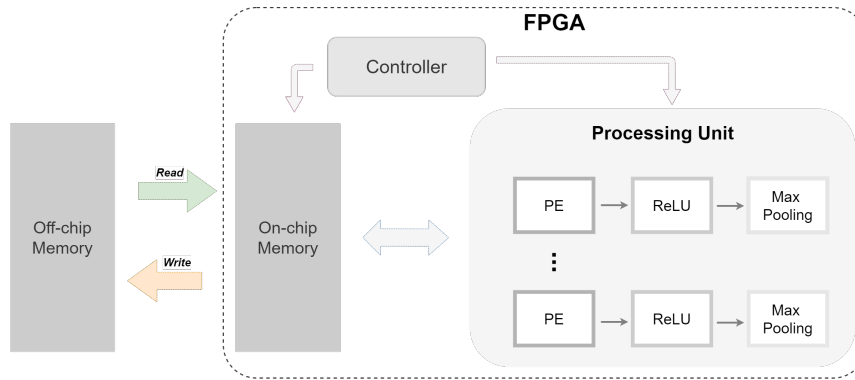 FPGA
Controller
Processing Unit
Read
Off-chip
Memory
Write
On-chip
Memory
PE
ReLU
Max
Pooling
PE
ReLU
Max
Pooling